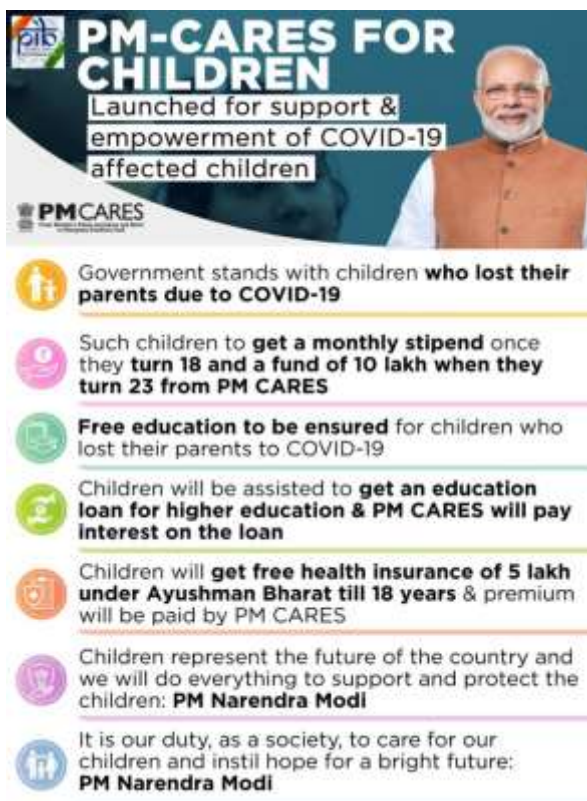 pib
PM-CARES FOR
CHILDREN
Launched for support &
empowerment of COVID-19
affected children
PMCARES
Government stands with children who lost their
parents due to COVID-19
Such children to get a monthly stipend once
they turn 18 and a fund of 10 lakh when they
turn 23 from PM CARES
Free education to be ensured for children who
lost their parents to COVID-19
Children will be assisted to get an education
loan for higher education & PM CARES will pay
interest on the loan
Children will get free health insurance of 5 lakh
under Ayushman Bharat till 18 years & premium
will be paid by PM CARES
Children represent the future of the country and
we will do everything to support and protect the
children: PM Narendra Modi
It is our duty, as a society, to care for our
children and instil hope for a bright future:
PM Narendra Modi